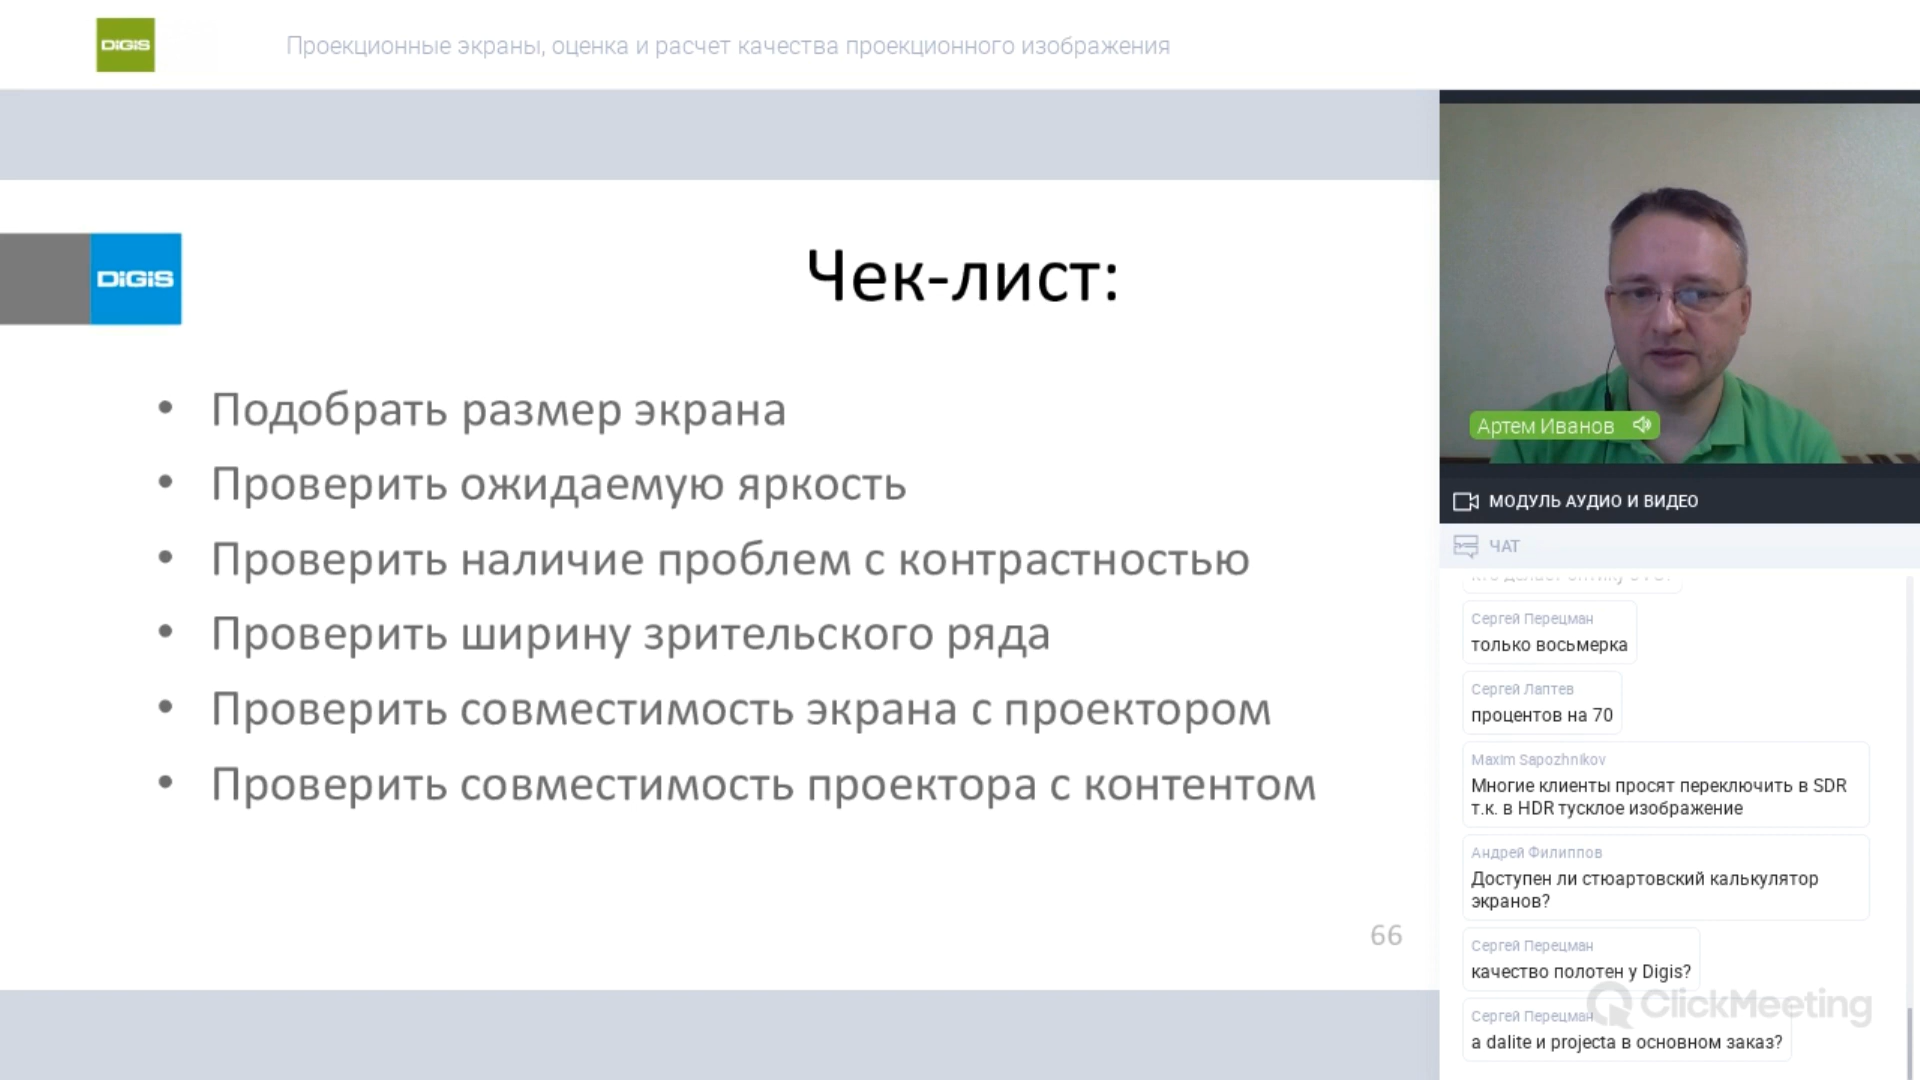 DIGIS
Проекционные экраны, оценка и расчет качества проекционного изображения
DIGIS
Чек-лист:
• Подобрать размер экрана
• Проверить ожидаемую яркость
• Проверить наличие проблем с контрастностью
• Проверить ширину зрительского ряда
• Проверить совместимость экрана с проектором
• Проверить совместимость проектора с контентом
66
Артем Иванов
МОДУЛЬ АУДИО И ВИДЕО
ЧАТ
Сергей Перецман
только восьмерка
Сергей Лаптев
процентов на 70
Maxim Sapozhnikov
Многие клиенты просят переключить в SDR
т.к. в HDR тусклое изображение
Андрей Филиппов
Доступен ли стюартовский калькулятор
экранов?
Сергей Перецман
качество полотен у Digis?
ClickMeeting
Сергей Перецман
а dalite и projecta в основном заказ?